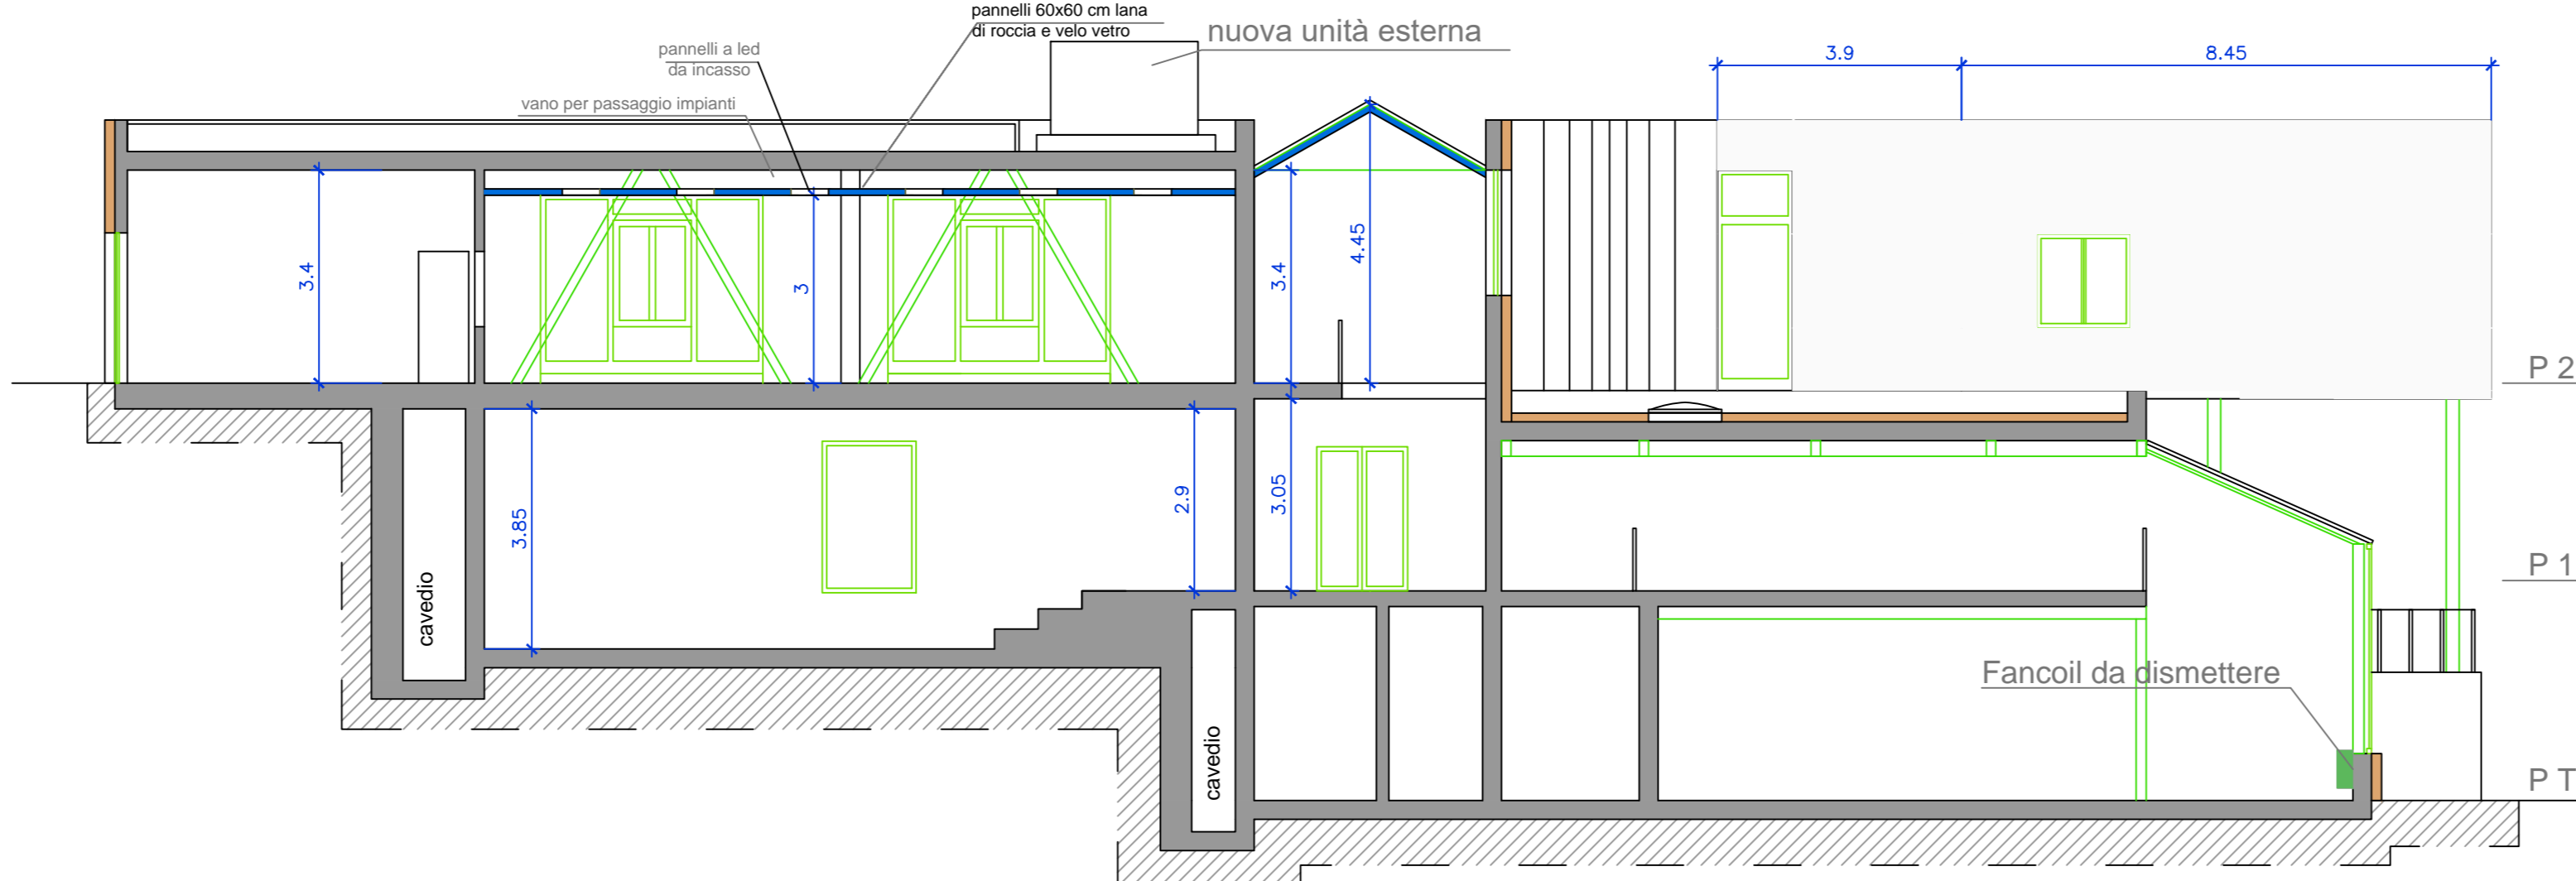 pannelli 60x60 cm lana
di roccia e velo vetro
nuova unità esterna
pannelli a led
da incasso
vano per passaggio impianti
3.9
8.45
3.4
3
3.4
4.45
P 2
3.85
2.9
3.05
P 1
cavedio
cavedio
Fancoil da dismettere
P T